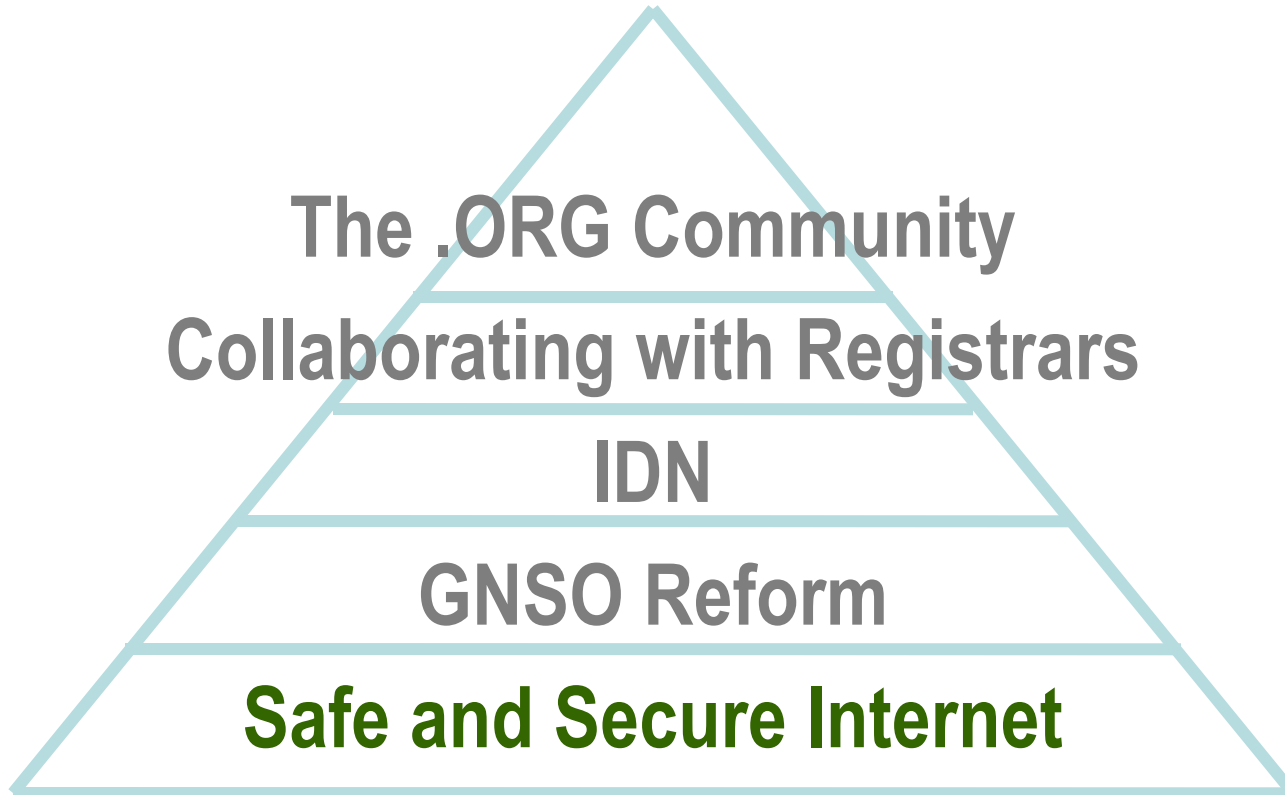 The .ORG Community
Collaborating with Registrars
IDN
GNSO Reform
Safe and Secure Internet